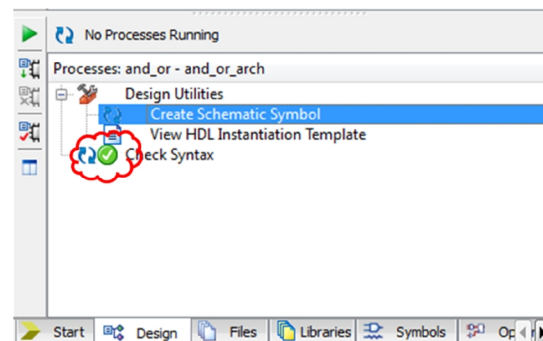 No Processes Running
Processes: and_or - and_or_arch
Design Utilities
Create Schematic Symbol
View HDL Instantiation Template
Check Syntax
Start Design Files Libraries Symbols